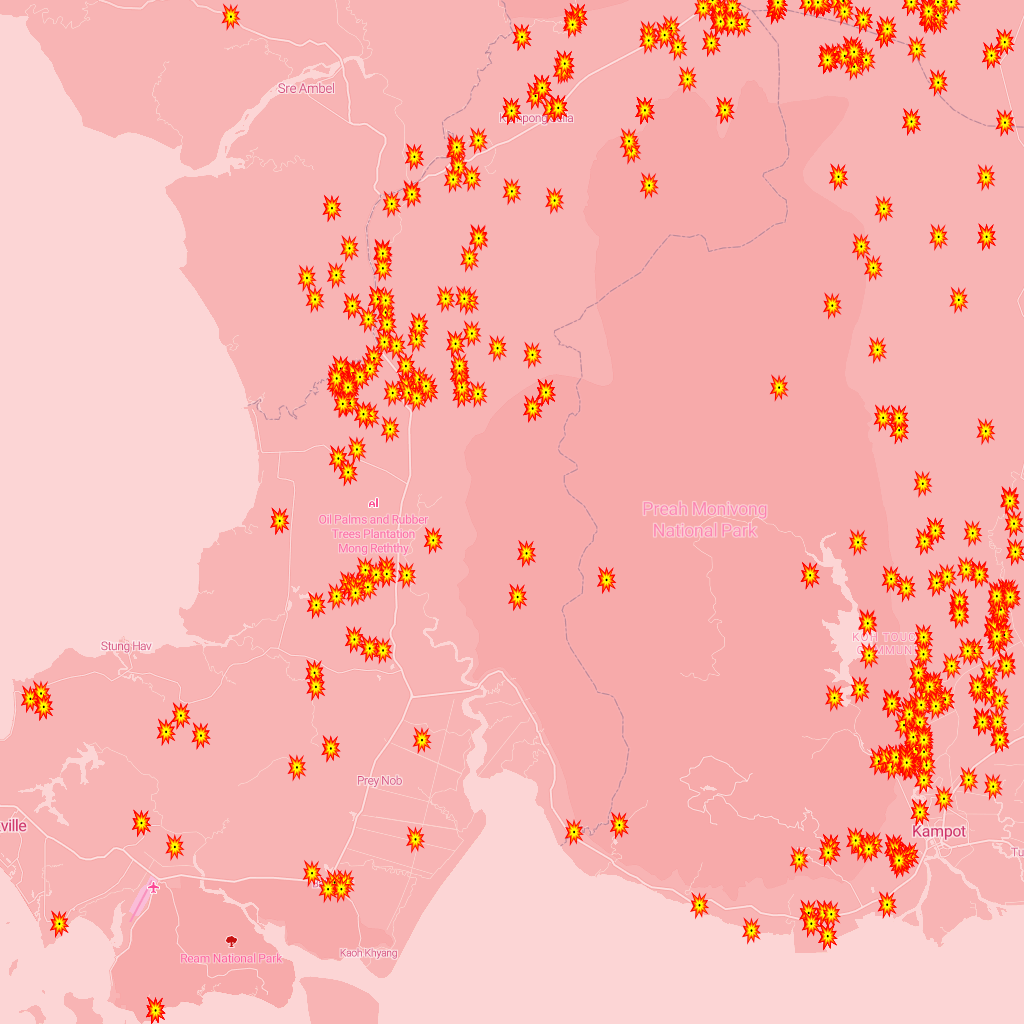 Sre Ambel
Preah Monivong
National Park
Oil Palms and Rubber
Trees Plantation
Mong Reththy
Stung Hav
Prey Nob
ville
Kampot
Kaoh Khyang
Ream National Park